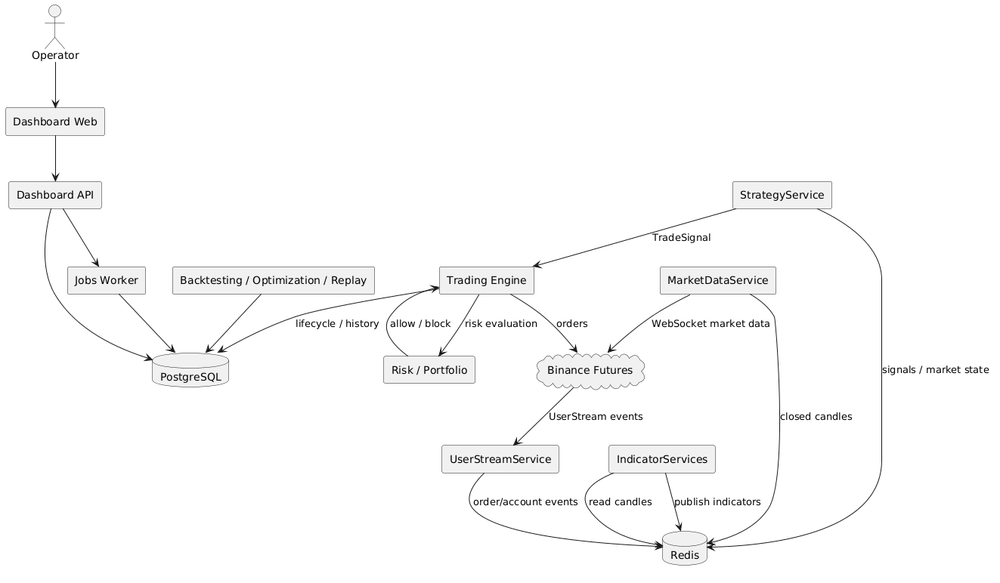 Operator
Dashboard Web
Dashboard API
StrategyService
TradeSignal
Jobs Worker
Backtesting / Optimization / Replay
Trading Engine
MarketDataService
lifecycle / history
allow / block
risk evaluation
orders
WebSocket market data
PostgreSQL
Risk / Portfolio
Binance Futures
signals / market state
UserStream events
closed candles
UserStreamService
IndicatorServices
order/account events
read candles
publish indicators
Redis